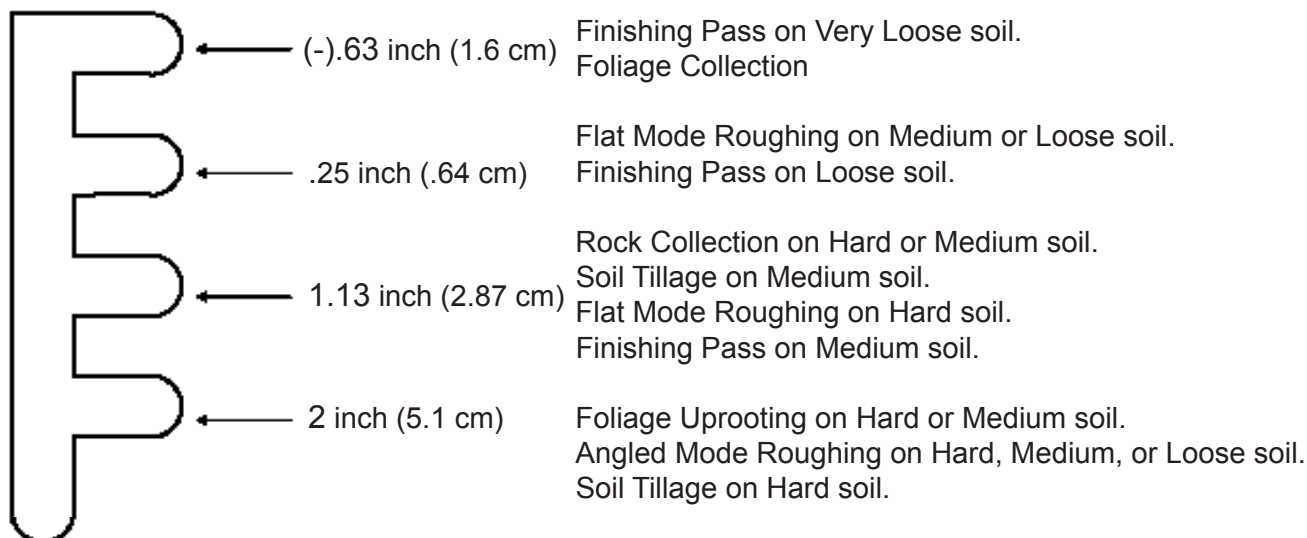 (-).63 inch (1.6 cm)
Finishing Pass on Very Loose soil.
Foliage Collection
.25 inch (.64 cm)
Flat Mode Roughing on Medium or Loose soil.
Finishing Pass on Loose soil.
1.13 inch (2.87 cm)
Rock Collection on Hard or Medium soil.
Soil Tillage on Medium soil.
Flat Mode Roughing on Hard soil.
Finishing Pass on Medium soil.
2 inch (5.1 cm)
Foliage Uprooting on Hard or Medium soil.
Angled Mode Roughing on Hard, Medium, or Loose soil.
Soil Tillage on Hard soil.